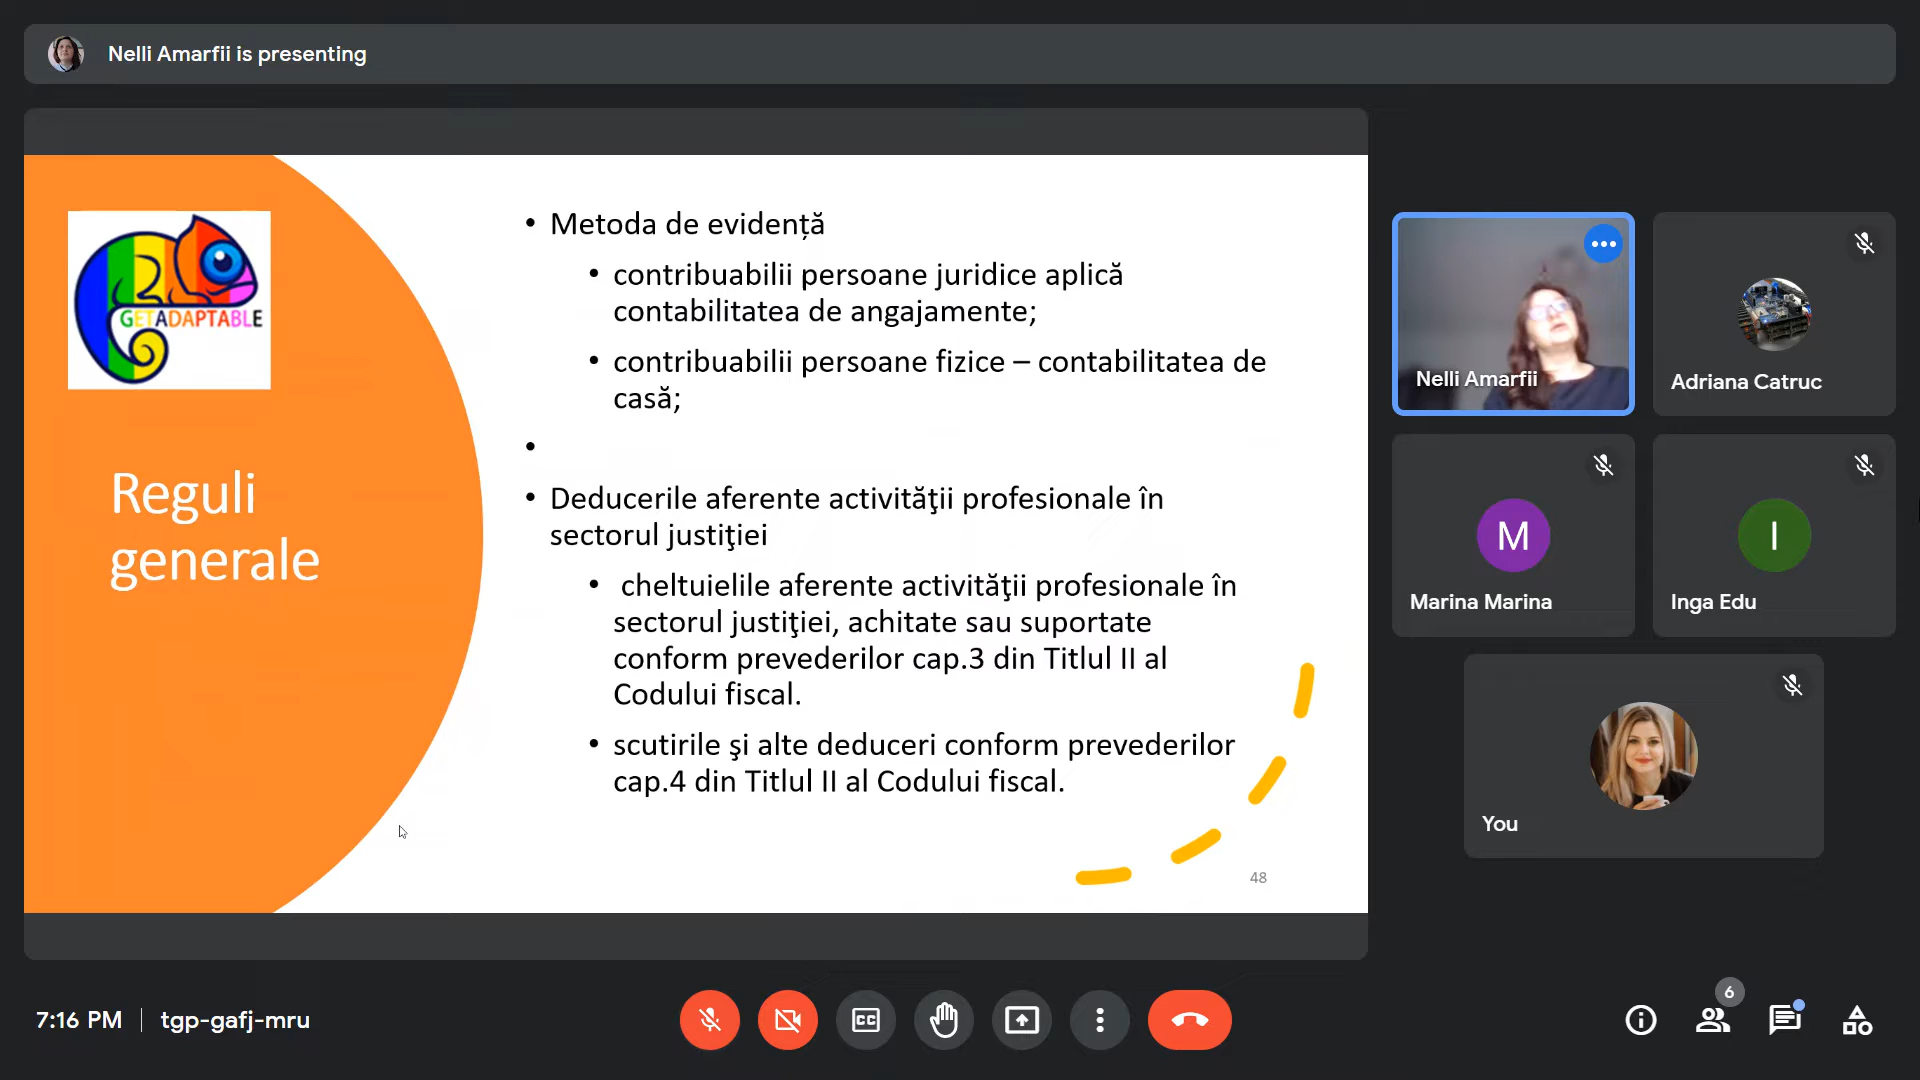 Nelli Amarfii is presenting
GETADAPTABLE
Reguli
generale
• Metoda de evidență
• contribuabilii persoane juridice aplică
contabilitatea de angajamente;
• contribuabilii persoane fizice – contabilitatea de
casă;
•
• Deducerile aferente activităţii profesionale în
sectorul justiţiei
• cheltuielile aferente activităţii profesionale în
sectorul justiţiei, achitate sau suportate
conform prevederilor cap.3 din Titlul II al
Codului fiscal.
• scutirile şi alte deduceri conform prevederilor
cap.4 din Titlul II al Codului fiscal.
48
Nelli Amarfii
Adriana Catruc
M
Marina Marina
I
Inga Edu
You
7:16 PM | tgp-gafj-mru
CC
6